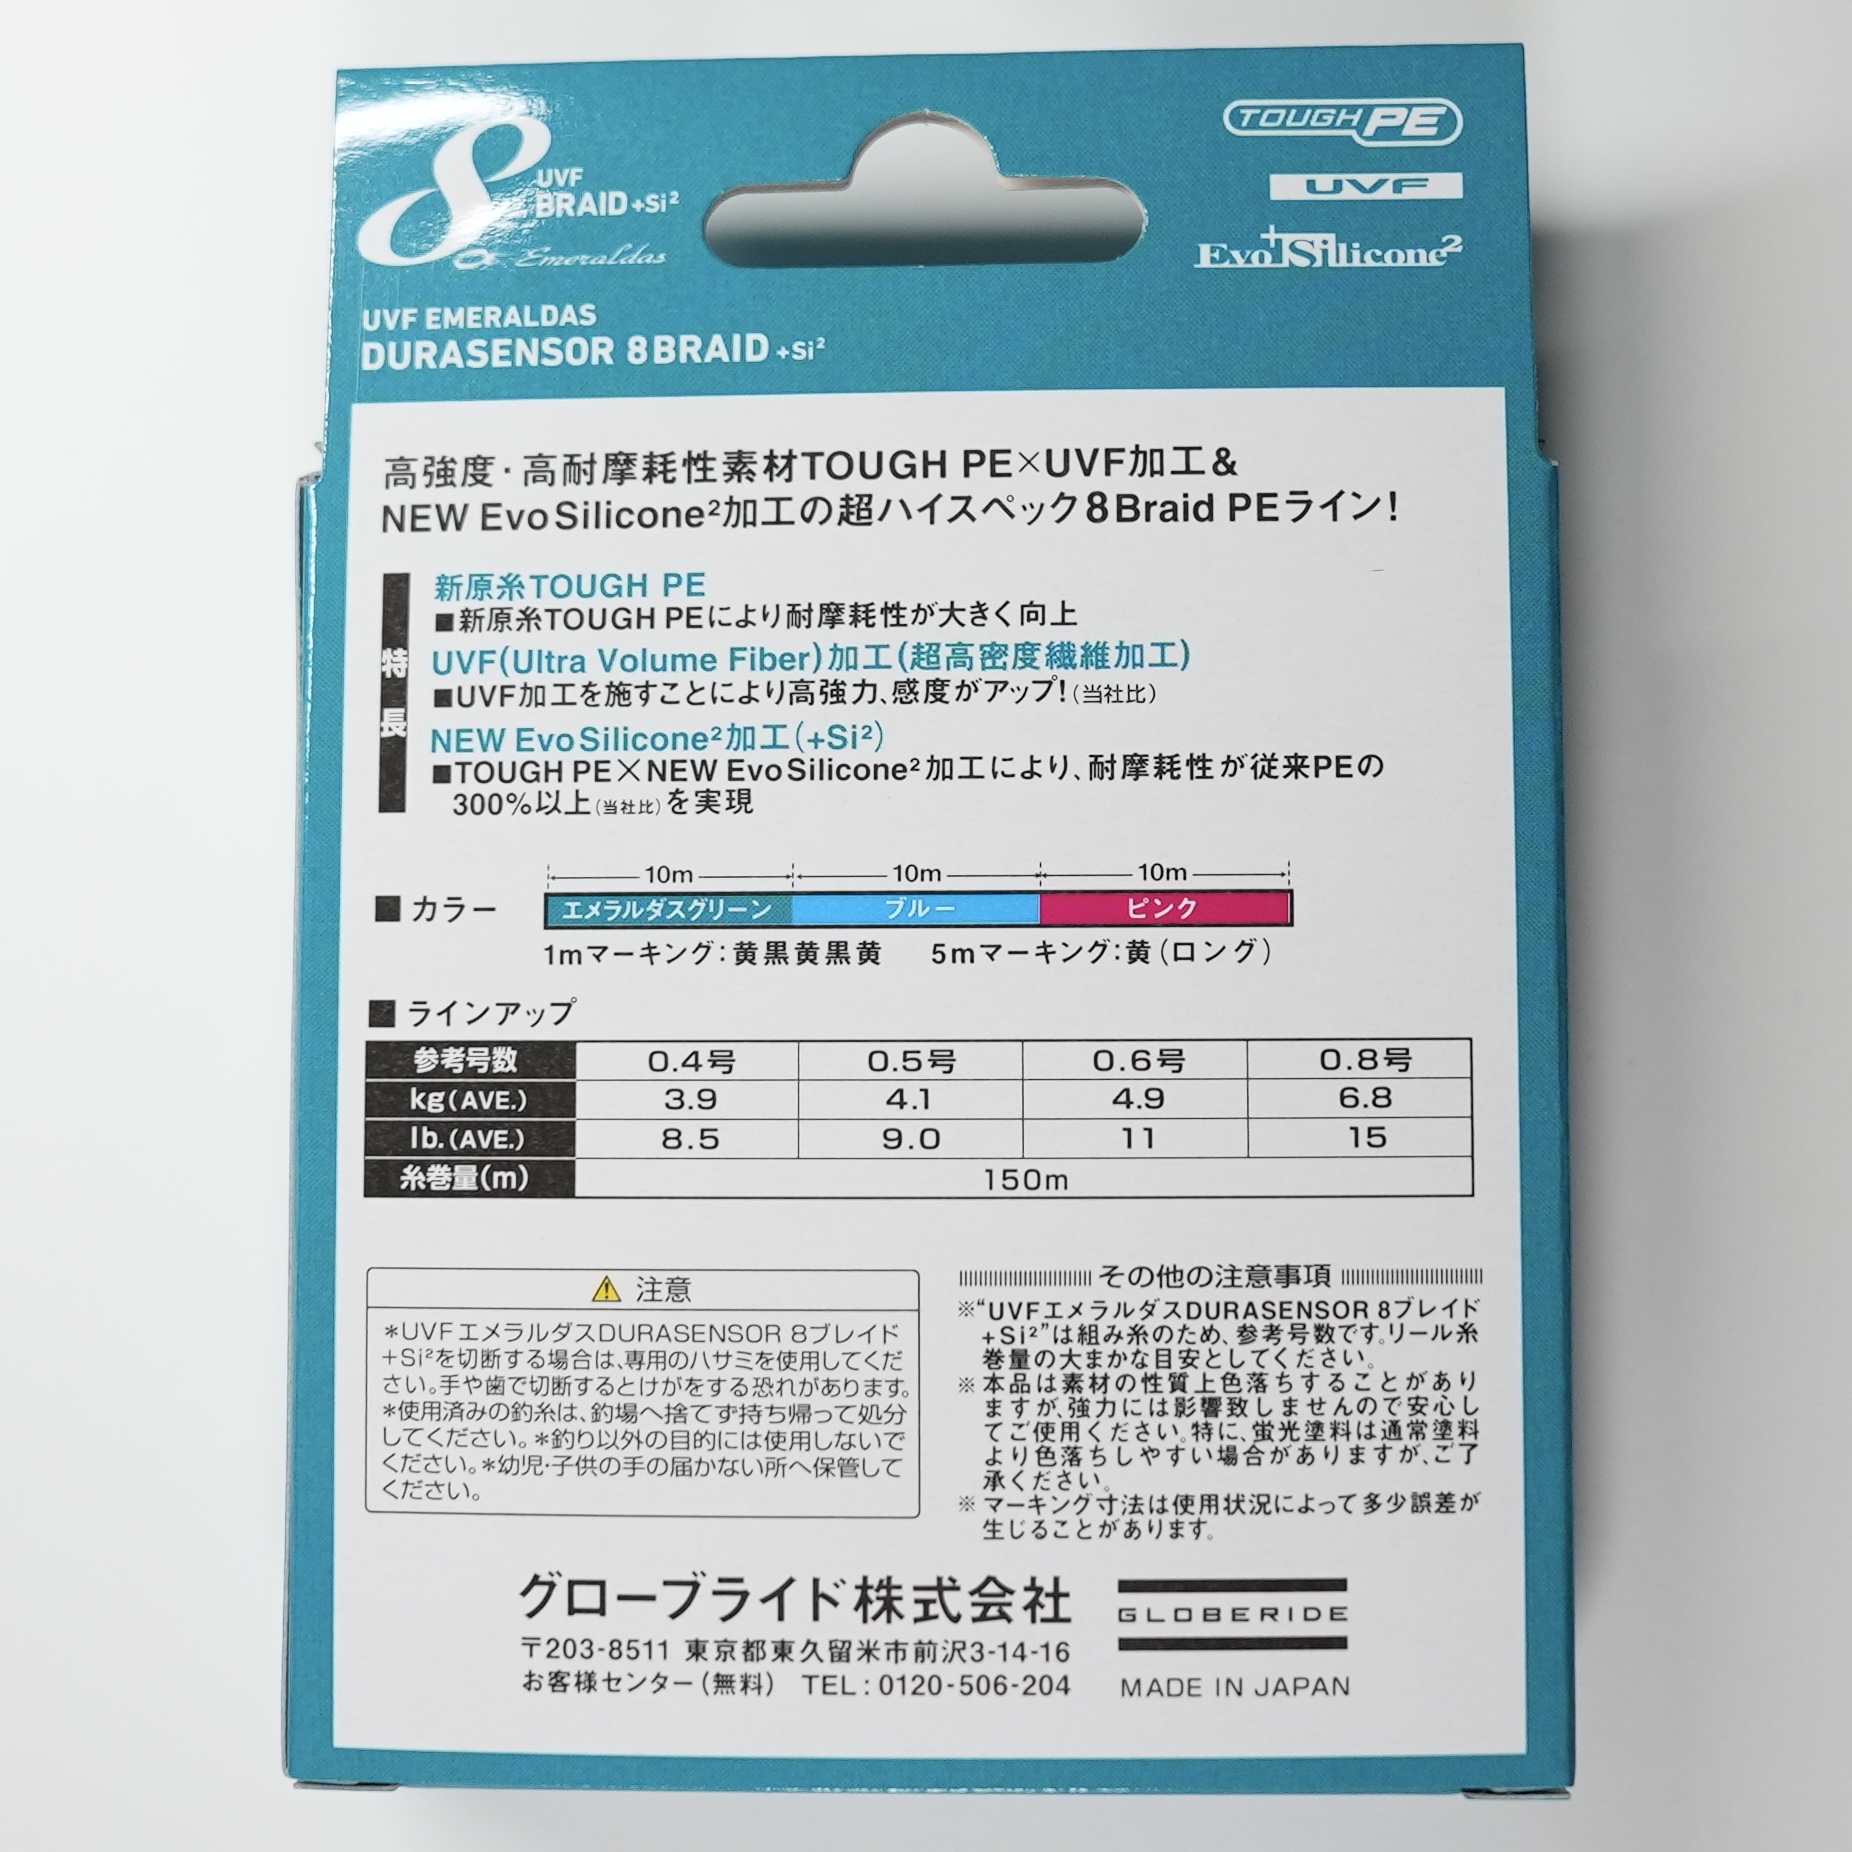 8
UVF
BRAID +Si²
α Emeraldas
TOUGH PE
UVF
Evo+Silicone²
UVF EMERALDAS
DURASENSOR 8BRAID +Si²
高強度・高耐摩耗性素材TOUGH PE×UVF加工&
NEW EvoSilicone²加工の超ハイスペック8Braid PEライン!
特長
新原糸TOUGH PE
■新原糸TOUGH PEにより耐摩耗性が大きく向上
UVF(Ultra Volume Fiber)加工(超高密度繊維加工)
■UVF加工を施すことにより高強力、感度がアップ!(当社比)
NEW EvoSilicone²加工(+Si²)
■TOUGH PE×NEW EvoSilicone²加工により、耐摩耗性が従来PEの
300%以上(当社比)を実現
10m 10m 10m
■カラー エメラルダスグリーン ブルー ピンク
1mマーキング:黄黒黄黒黄 5mマーキング:黄(ロング)
■ラインアップ
参考号数 0.4号 0.5号 0.6号 0.8号
kg(AVE.) 3.9 4.1 4.9 6.8
lb.(AVE.) 8.5 9.0 11 15
糸巻量(m) 150m
注意
*UVFエメラルダスDURASENSOR 8ブレイド
+Si²を切断する場合は、専用のハサミを使用してくだ
さい。手や歯で切断するとけがをする恐れがあります。
*使用済みの釣糸は、釣場へ捨てず持ち帰って処分
してください。*釣り以外の目的には使用しないで
ください。*幼児・子供の手の届かない所へ保管して
ください。
その他の注意事項
※“UVFエメラルダスDURASENSOR 8ブレイド
+Si²”は組み糸のため、参考号数です。リール糸
巻量の大まかな目安としてください。
※本品は素材の性質上色落ちすることがあり
ますが、強力には影響致しませんので安心し
てご使用ください。特に、蛍光塗料は通常塗料
より色落ちしやすい場合がありますが、ご了
承ください。
※マーキング寸法は使用状況によって多少誤差が
生じることがあります。
グローブライド株式会社
〒203-8511 東京都東久留米市前沢3-14-16
お客様センター(無料) TEL:0120-506-204
GLOBERIDE
MADE IN JAPAN